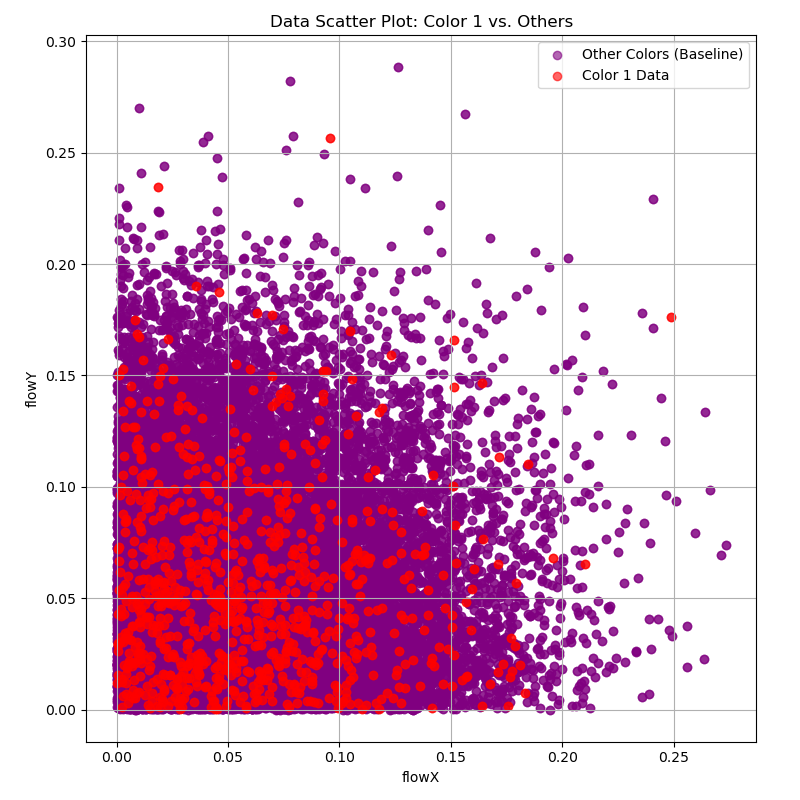 Data Scatter Plot: Color 1 vs. Others
Other Colors (Baseline)
Color 1 Data
0.30
0.25
0.20
0.15
0.10
0.05
0.00
flowY
0.00 0.05 0.10 0.15 0.20 0.25
flowX